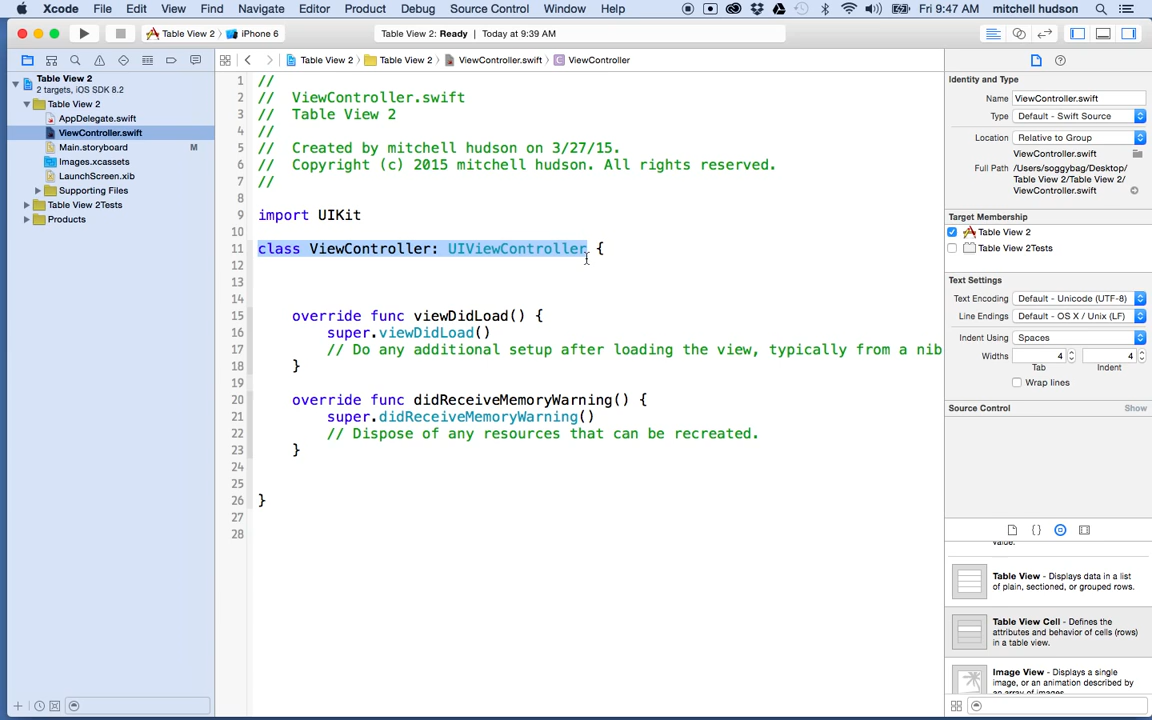 Xcode File Edit View Find Navigate Editor Product Debug Source Control Window Help Fri 9:47 AM mitchell hudson
Table View 2 iPhone 6 Table View 2: Ready Today at 9:39 AM
Table View 2 Table View 2 ViewController.swift ViewController
Table View 2
2 targets, iOS SDK 8.2
Table View 2
AppDelegate.swift
ViewController.swift
Main.storyboard M
Images.xcassets
LaunchScreen.xib
Supporting Files
Table View 2Tests
Products
1 //
2 // ViewController.swift
3 // Table View 2
4 //
5 // Created by mitchell hudson on 3/27/15.
6 // Copyright (c) 2015 mitchell hudson. All rights reserved.
7 //
8
9 import UIKit
10
11 class ViewController: UIViewController {
12
13
14
15 override func viewDidLoad() {
16 super.viewDidLoad()
17 // Do any additional setup after loading the view, typically from a nib
18 }
19
20 override func didReceiveMemoryWarning() {
21 super.didReceiveMemoryWarning()
22 // Dispose of any resources that can be recreated.
23 }
24
25
26 }
27
28
Identity and Type
Name ViewController.swift
Type Default - Swift Source
Location Relative to Group
ViewController.swift
Full Path /Users/soggybag/Desktop/
Table View 2/Table View 2/
ViewController.swift
Target Membership
Table View 2
Table View 2Tests
Text Settings
Text Encoding Default - Unicode (UTF-8)
Line Endings Default - OS X / Unix (LF)
Indent Using Spaces
Widths 4 4
Tab Indent
Wrap lines
Source Control Show
value.
Table View - Displays data in a list
of plain, sectioned, or grouped rows.
Table View Cell - Defines the
attributes and behavior of cells (rows)
in a table view.
Image View - Displays a single
image, or an animation described by
an array of images.